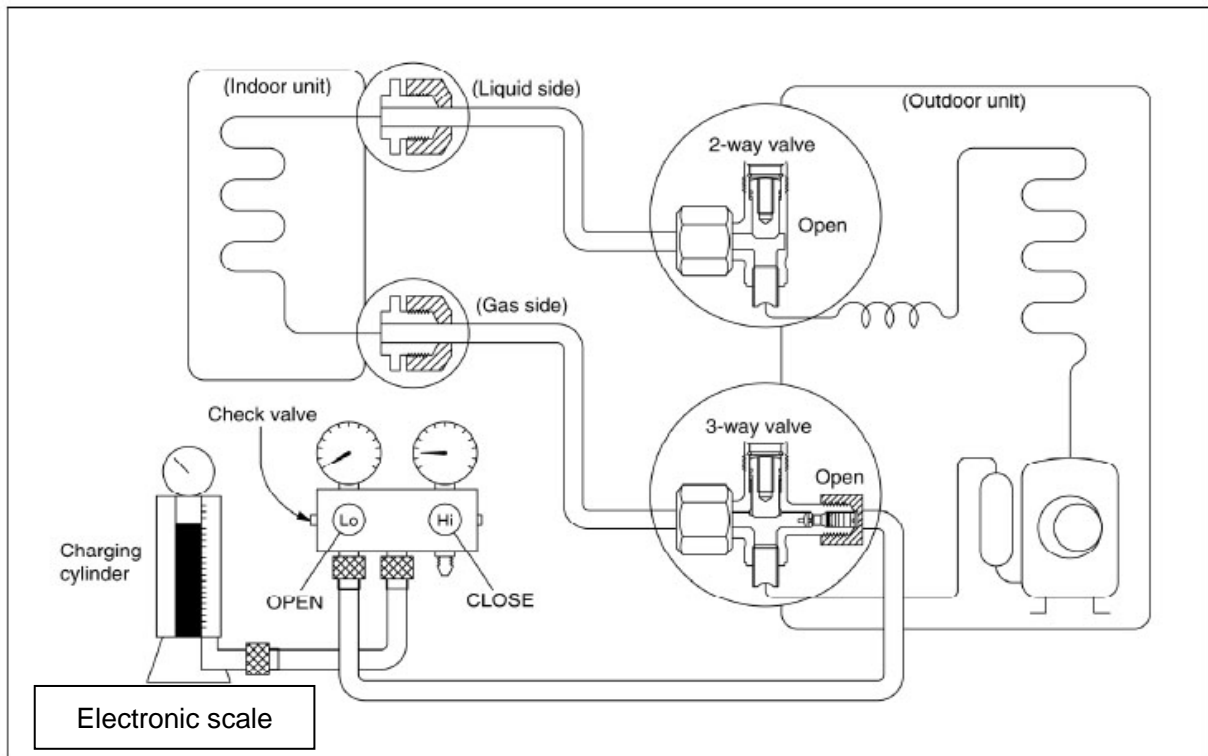 (Indoor unit)
(Liquid side)
(Outdoor unit)
2-way valve
Open
(Gas side)
Check valve
3-way valve
Open
Lo
Hi
Charging
cylinder
OPEN
CLOSE
Electronic scale